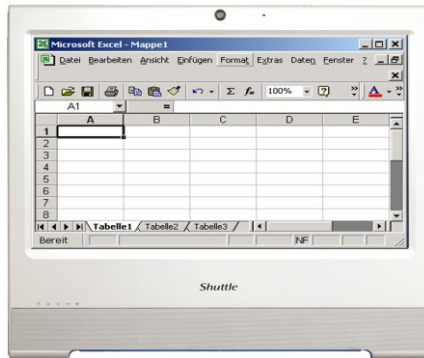 Microsoft Excel - Mappe1
Datei Bearbeiten Ansicht Einfügen Format Extras Daten Fenster ?
100%
A1 =
A B C D E
1
2
3
4
5
6
7
8
Tabelle1 Tabelle2 Tabelle3
Bereit NF
Shuttle